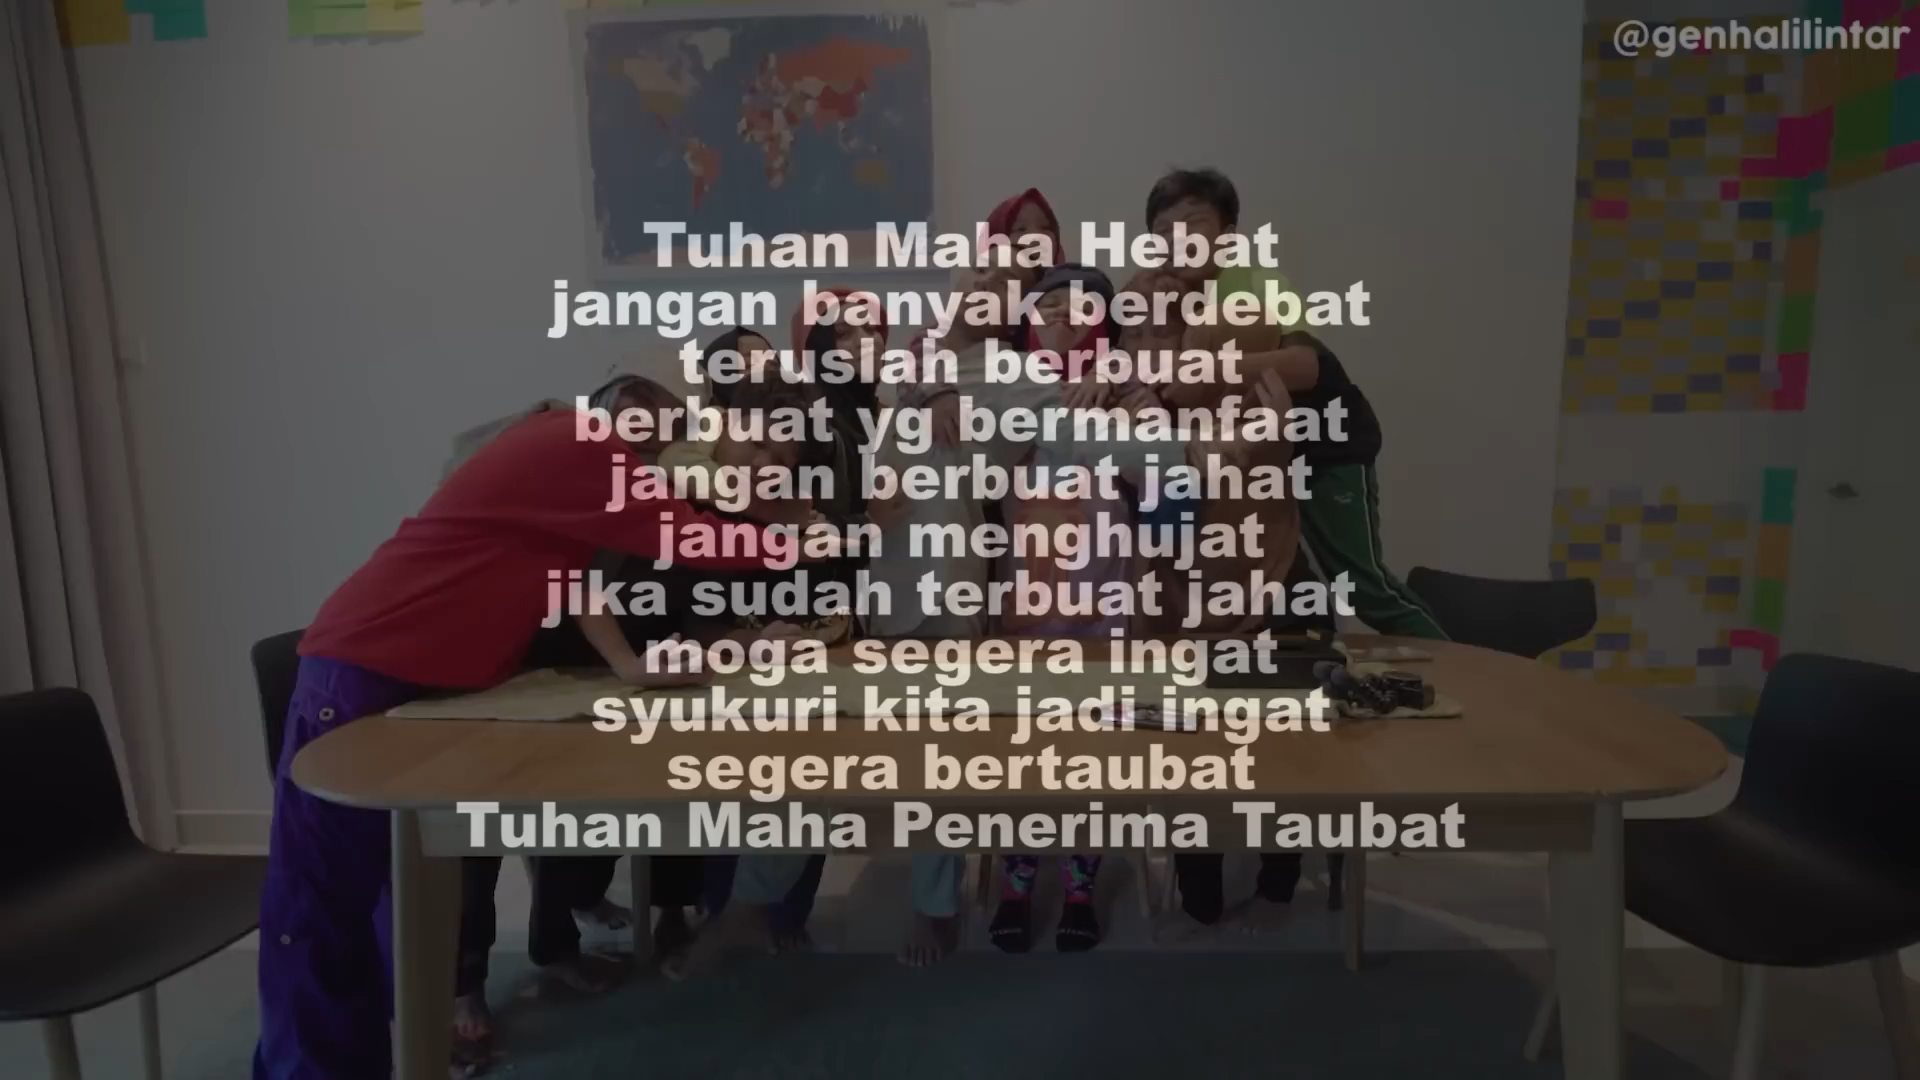 @genhalilintar
Tuhan Maha Hebat
jangan banyak berdebat
teruslah berbuat
berbuat yg bermanfaat
jangan berbuat jahat
jangan menghujat
jika sudah terbuat jahat
moga segera ingat
syukuri kita jadi ingat
segera bertaubat
Tuhan Maha Penerima Taubat